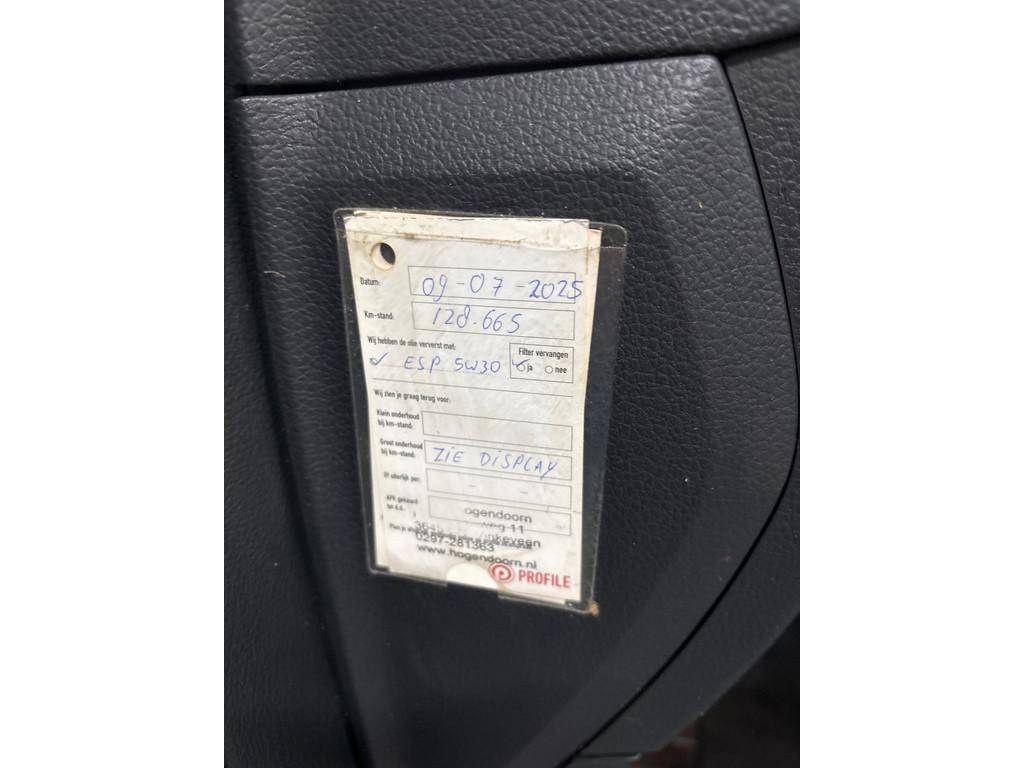 Datum: 09-07-2025
Km-stand: 128.665
Wij hebben de olie ververst met:
Filter vervangen
✓ ESP 5W30 ja nee
Wij zien je graag terug voor:
Klein onderhoud
bij km-stand:
Groot onderhoud
bij km-stand: ZIE DISPLAY
Of uiterlijk per: - -
APK gekeurd
tot d.d.
ogendoorn
weg 11
0297-281363
www.hogendoorn.nl
PROFILE